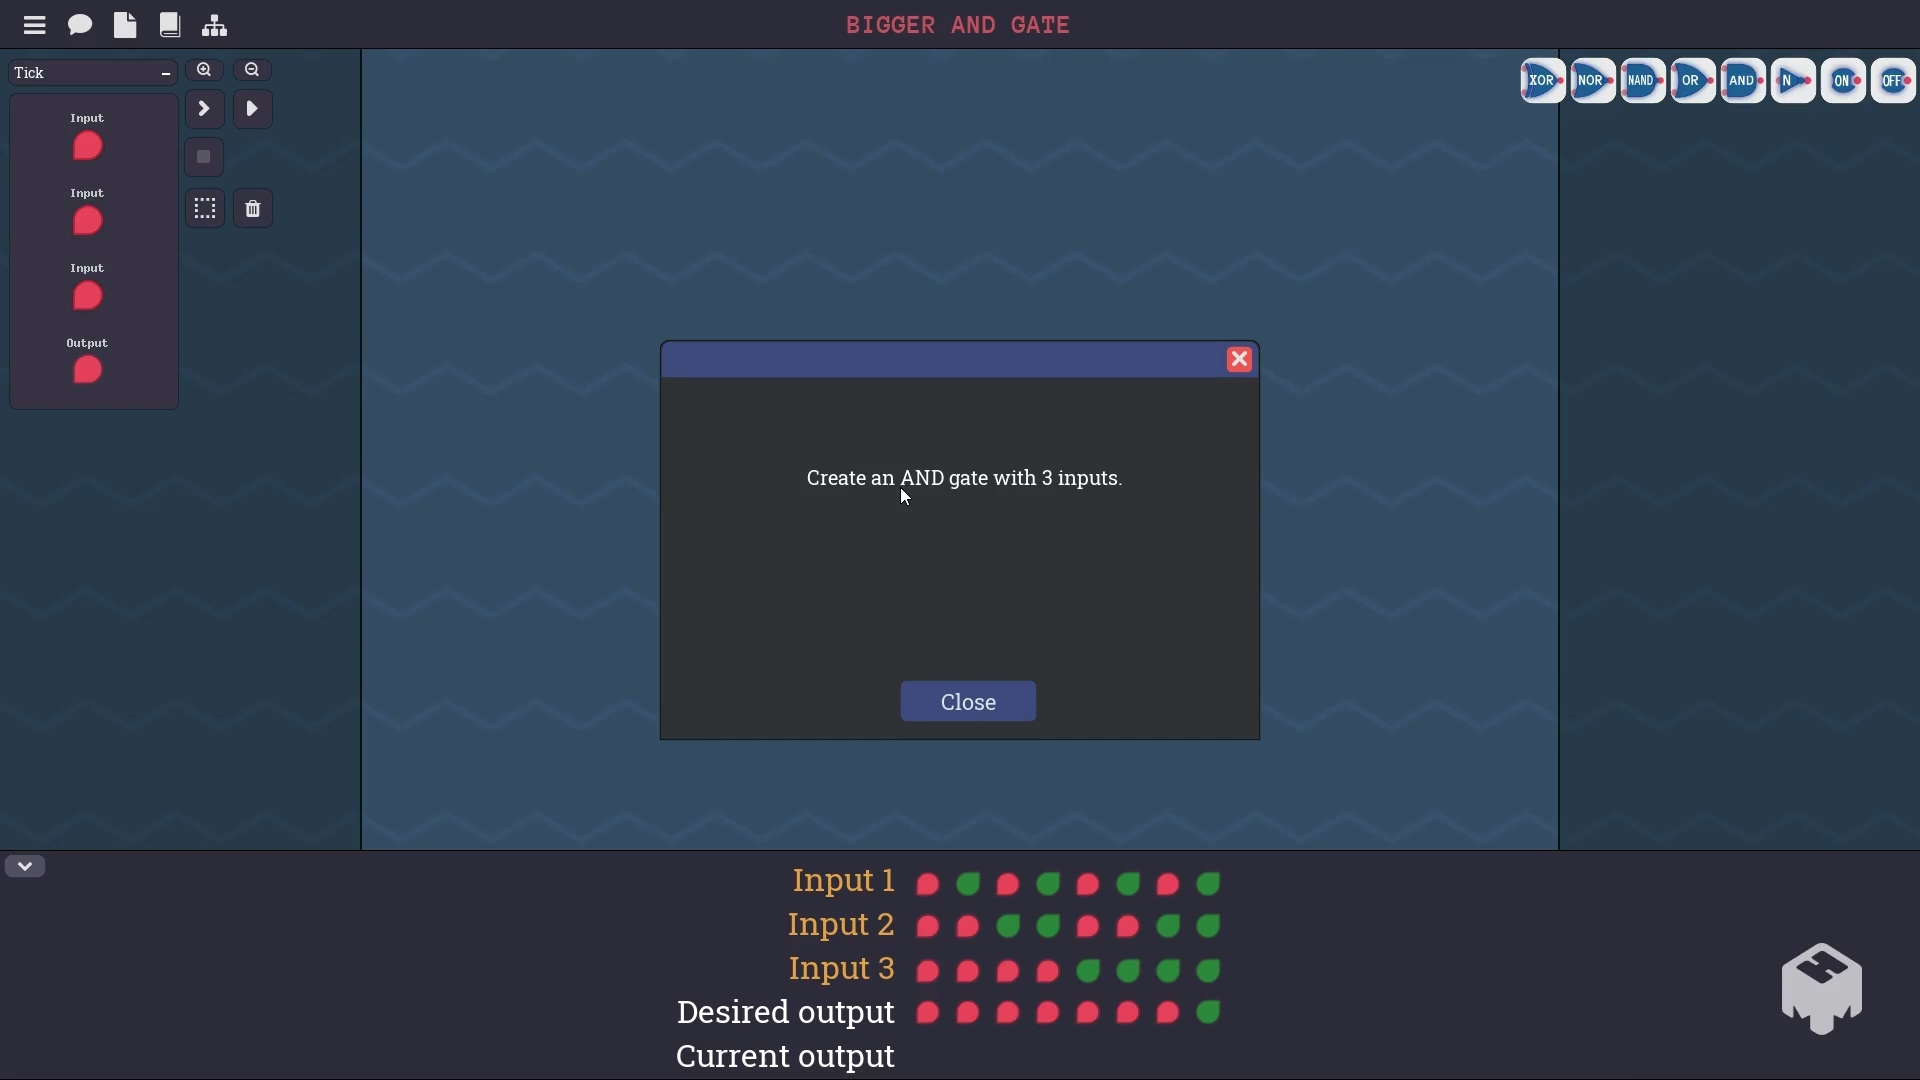 BIGGER AND GATE
Tick
XOR NOR NAND OR AND N ON OFF
Input
Input
Input
Output
Create an AND gate with 3 inputs.
Close
Input 1
Input 2
Input 3
Desired output
Current output